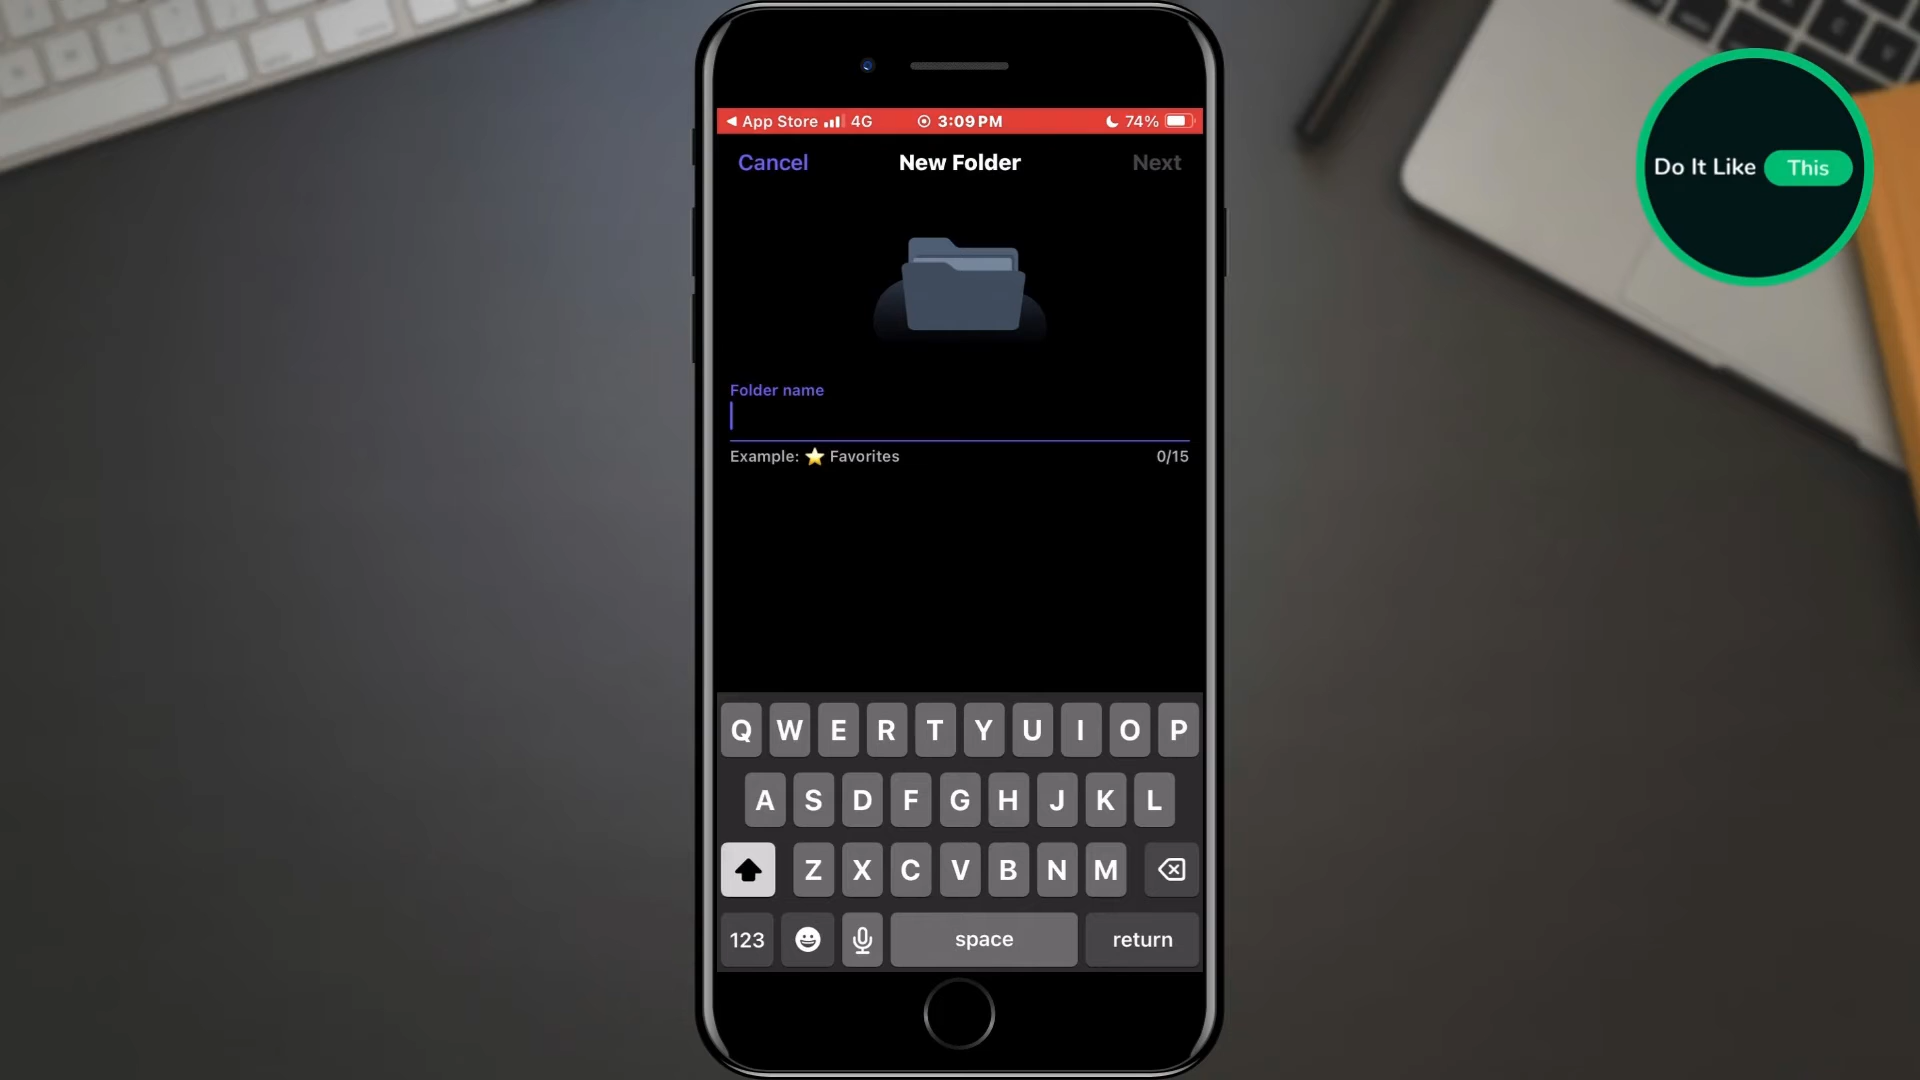 App Store 4G 3:09 PM 74%
Cancel New Folder Next
Do It Like This
Folder name
Example: ⭐ Favorites 0/15
Q W E R T Y U I O P
A S D F G H J K L
Z X C V B N M
123 space return